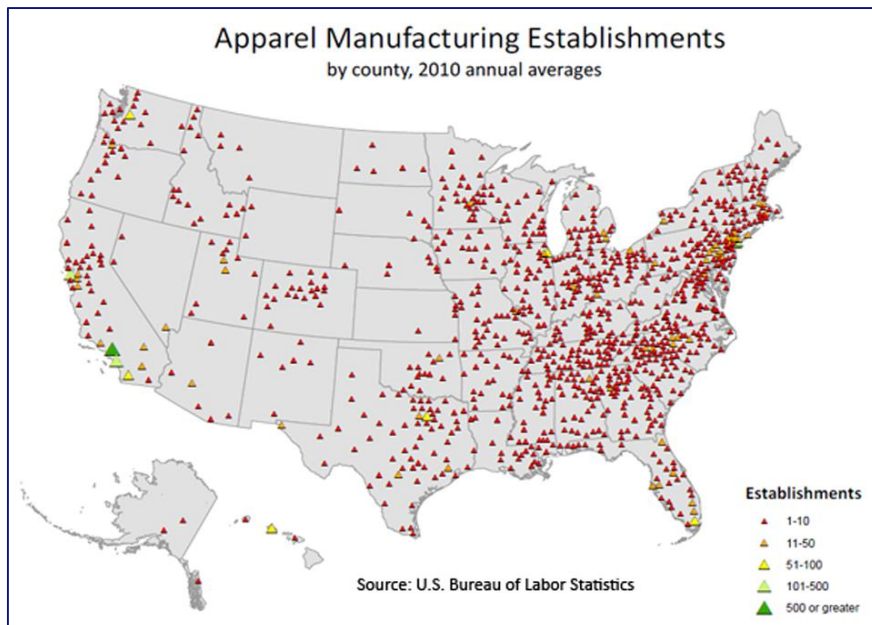 Apparel Manufacturing Establishments
by county, 2010 annual averages
Establishments
1-10
11-50
51-100
101-500
500 or greater
Source: U.S. Bureau of Labor Statistics